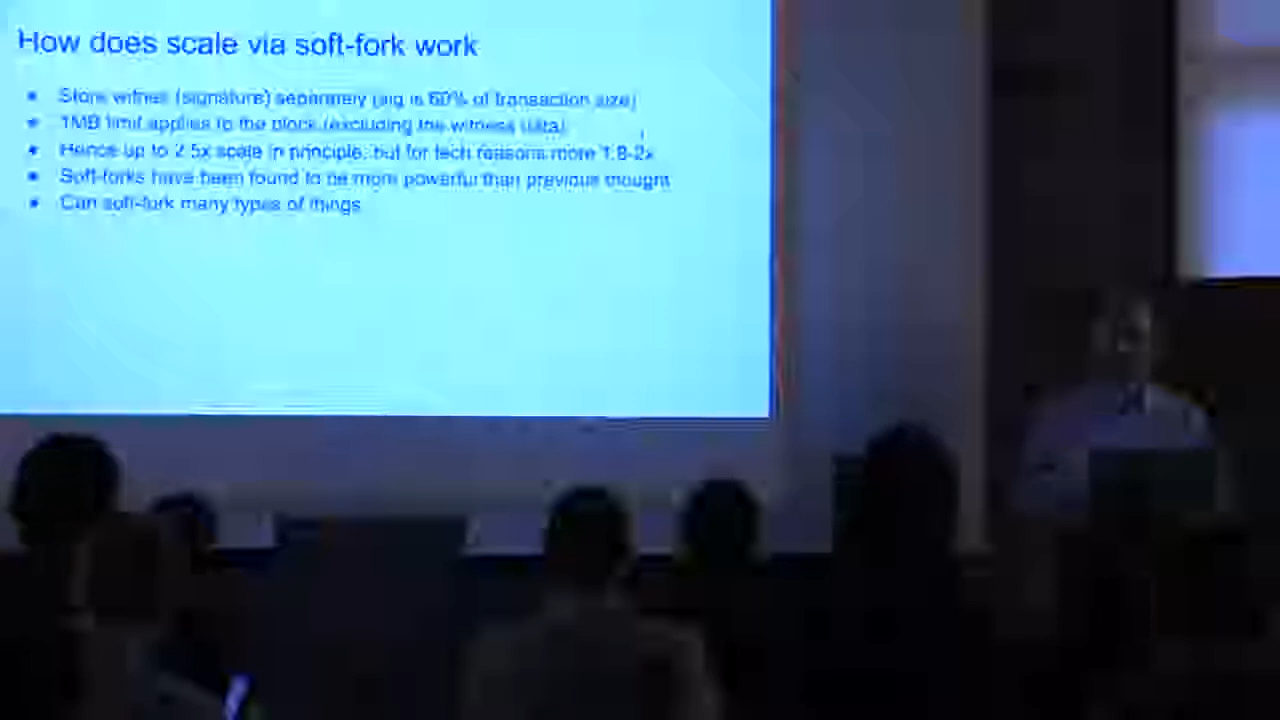 How does scale via soft-fork work
Store witness (signature) separately (sig is 60% of transaction size)
1MB limit applies to the block (excluding the witness data)
Hence up to 2.5x scale in principle, but for tech reasons more 1.8-2x
Soft-forks have been found to be more powerful than previous thought
Can soft-fork many types of things